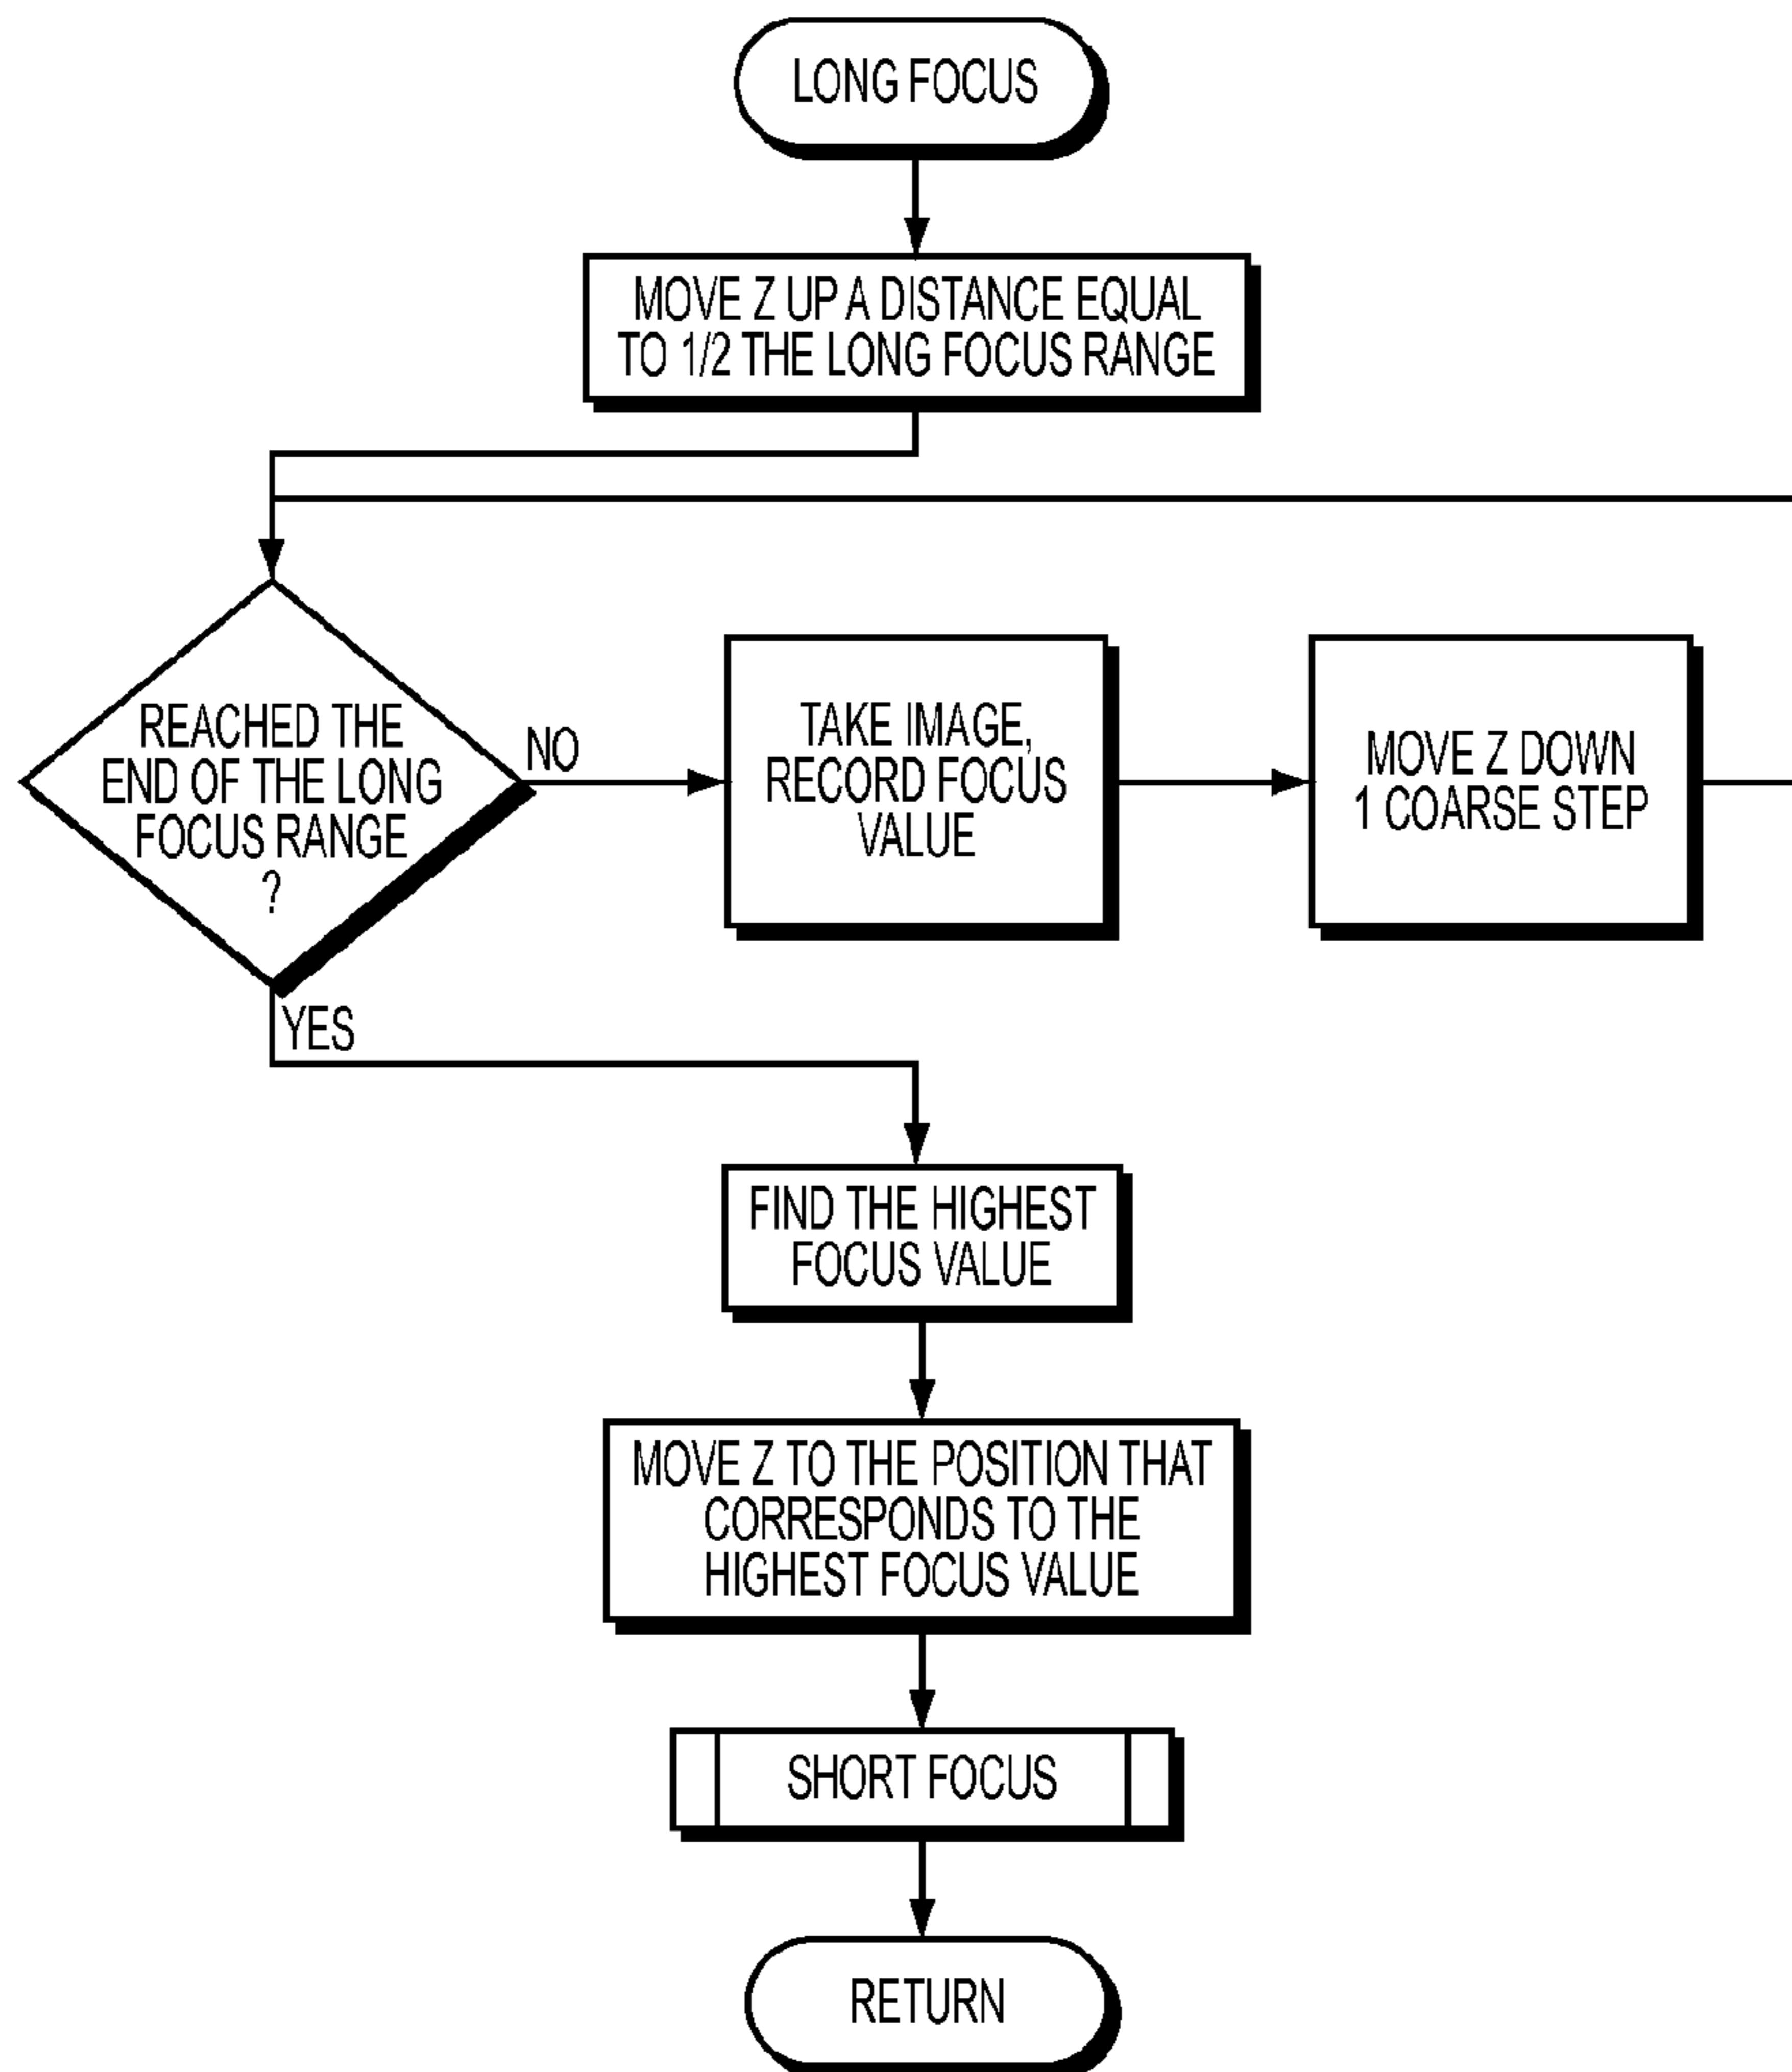 LONG FOCUS
MOVE Z UP A DISTANCE EQUAL
TO 1/2 THE LONG FOCUS RANGE
REACHED THE
END OF THE LONG
FOCUS RANGE
?
NO
TAKE IMAGE,
RECORD FOCUS
VALUE
MOVE Z DOWN
1 COARSE STEP
YES
FIND THE HIGHEST
FOCUS VALUE
MOVE Z TO THE POSITION THAT
CORRESPONDS TO THE
HIGHEST FOCUS VALUE
SHORT FOCUS
RETURN